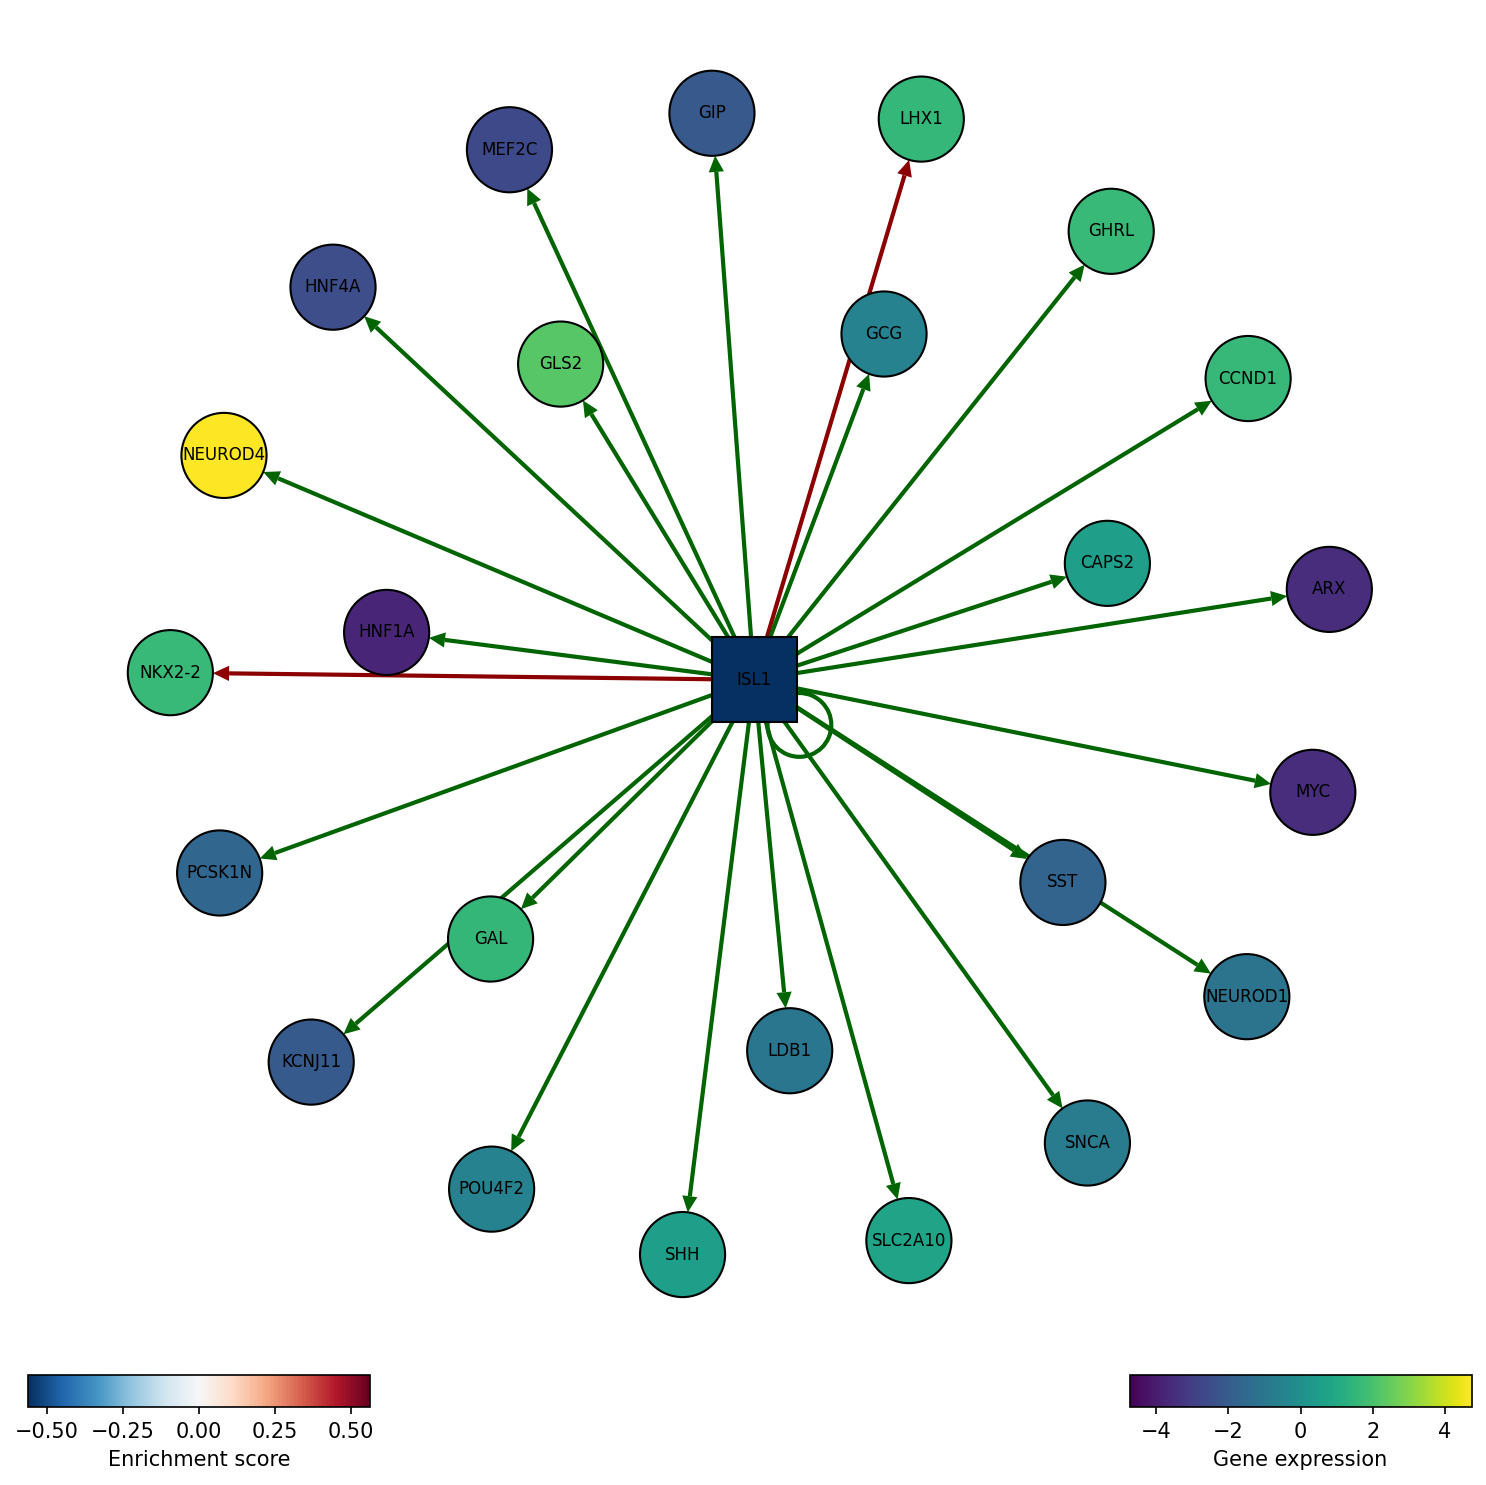 GIP
LHX1
MEF2C
GHRL
HNF4A
GCG
GLS2
CCND1
NEUROD4
CAPS2
ARX
HNF1A
NKX2-2
ISL1
MYC
PCSK1N
SST
GAL
NEUROD1
LDB1
KCNJ11
SNCA
POU4F2
SLC2A10
SHH
−0.50 −0.25 0.00 0.25 0.50
Enrichment score
−4 −2 0 2 4
Gene expression